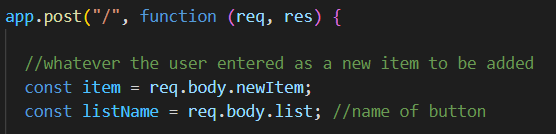 app.post("/", function (req, res) {
//whatever the user entered as a new item to be added
const item = req.body.newItem;
const listName = req.body.list; //name of button